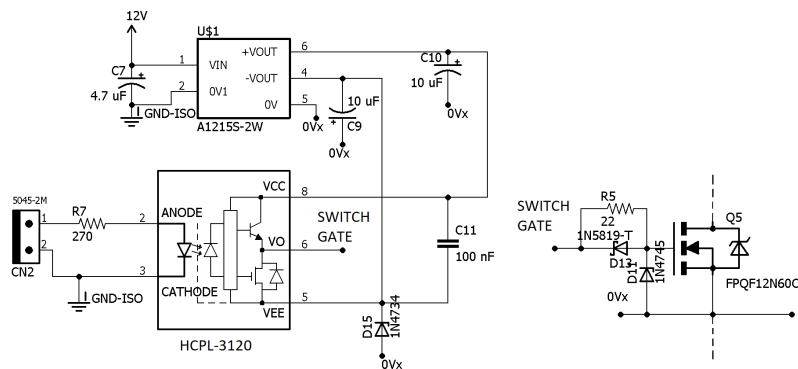 12V
U$1
C7
4.7 uF
1
2
VIN
0V1
+VOUT
-VOUT
0V
6
4
5
GND-ISO
A1215S-2W
0Vx
10 uF
C9
0Vx
C10
10 uF
0Vx
5045-2M
1
2
CN2
R7
270
2
3
ANODE
CATHODE
VCC
VO
VEE
8
6
5
GND-ISO
HCPL-3120
SWITCH
GATE
C11
100 nF
D15
1N4734
0Vx
SWITCH
GATE
R5
22
1N5819-T
D13
D11
1N4745
0Vx
Q5
FPQF12N60C